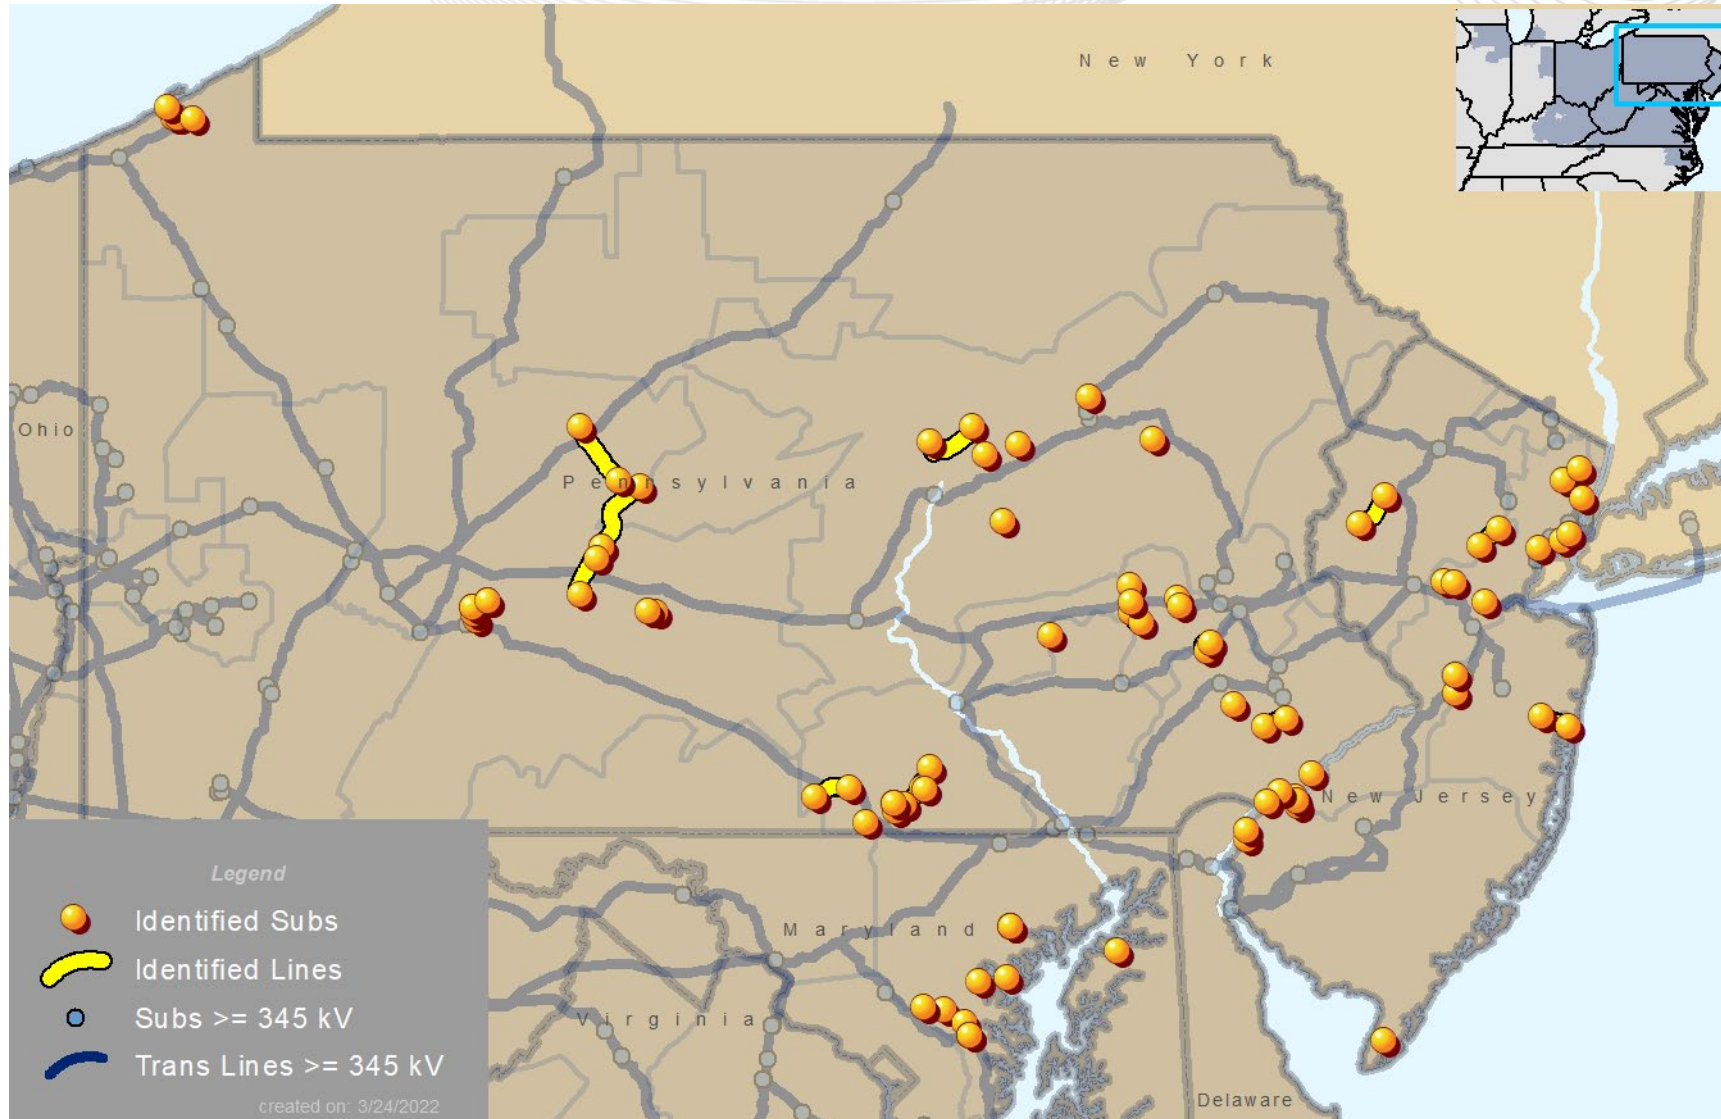 New York
Ohio
Pennsylvania
New Jersey
Maryland
Virginia
Delaware
Legend
Identified Subs
Identified Lines
Subs >= 345 kV
Trans Lines >= 345 kV
created on: 3/24/2022